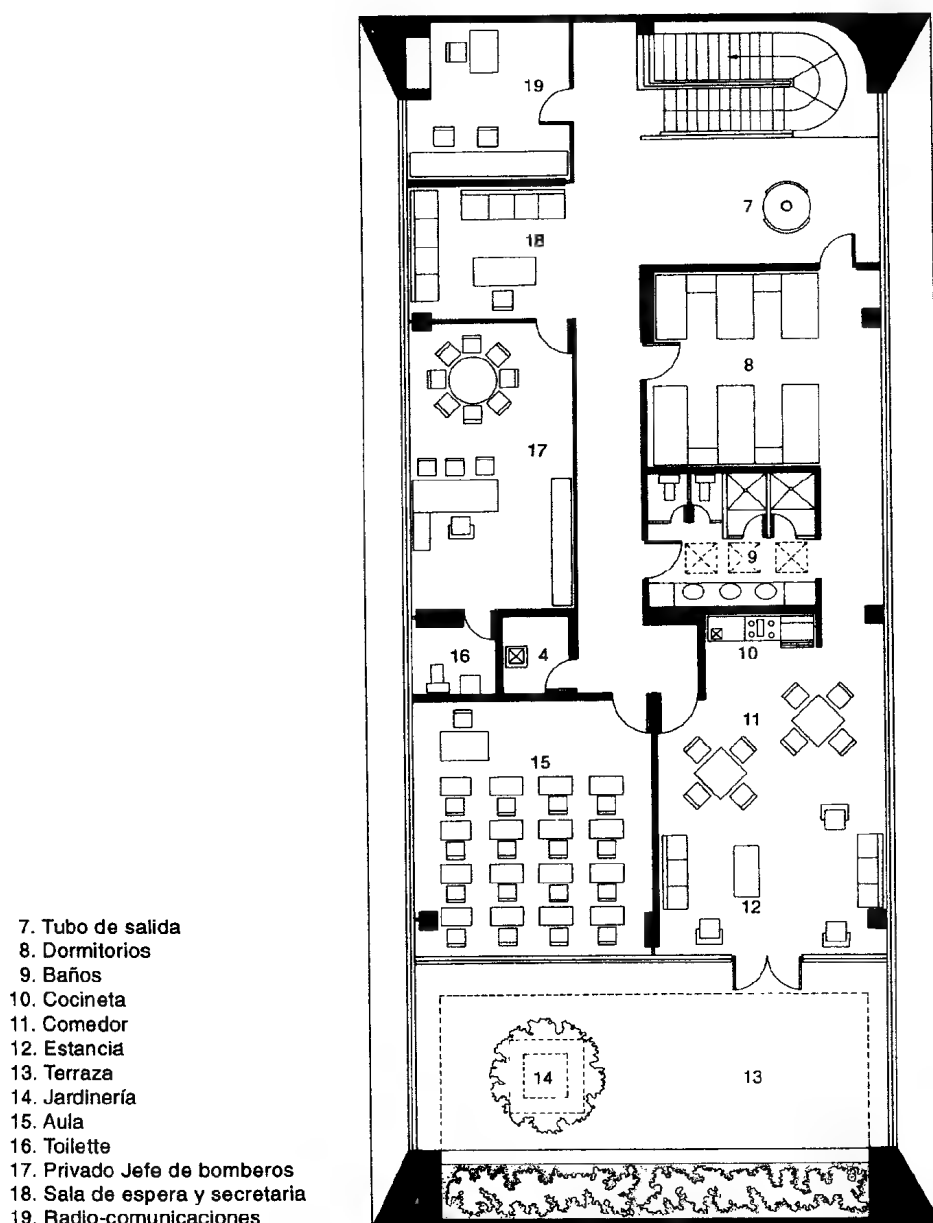 19
7
18
8
17
9
16
4
10
11
15
12
14
13
7. Tubo de salida
8. Dormitorios
9. Baños
10. Cocineta
11. Comedor
12. Estancia
13. Terraza
14. Jardinería
15. Aula
16. Toilette
17. Privado Jefe de bomberos
18. Sala de espera y secretaria
19. Radio-comunicaciones